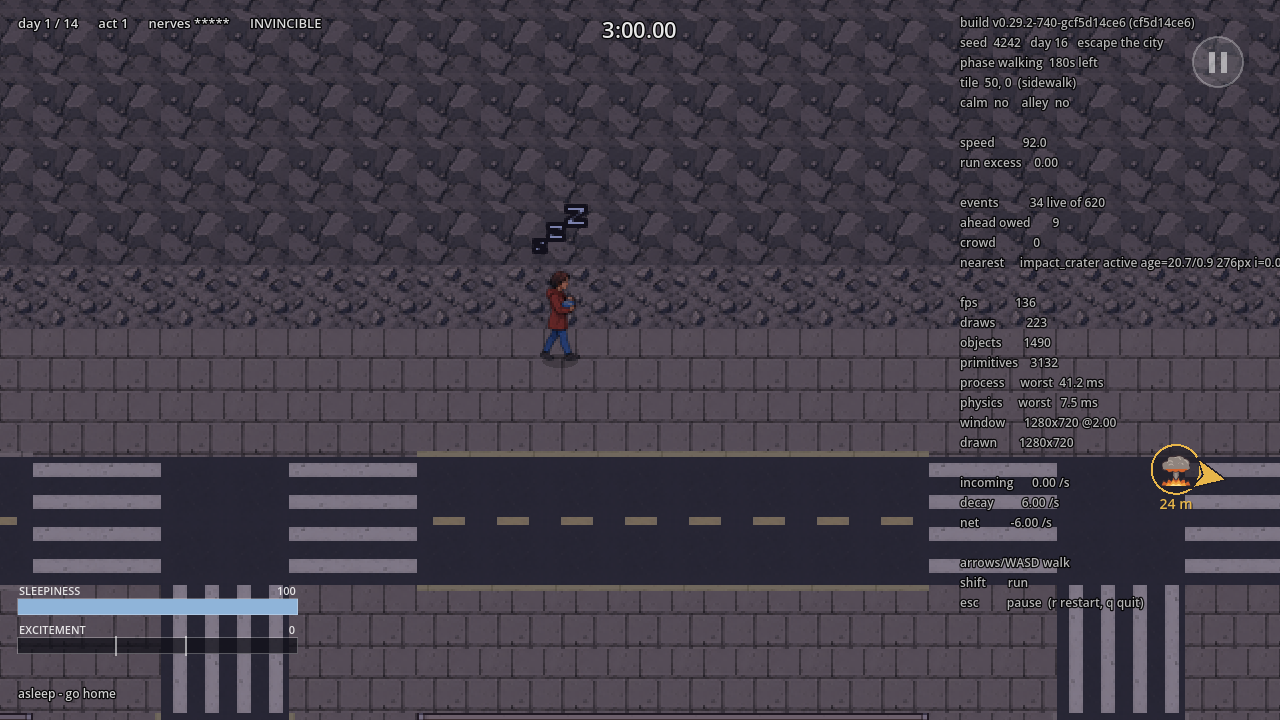 day 1 / 14 act 1 nerves ***** INVINCIBLE
3:00.00
build v0.29.2-740-gcf5d14ce6 (cf5d14ce6)
seed 4242 day 16 escape the city
phase walking 180s left
tile 50, 0 (sidewalk)
calm no alley no
speed 92.0
run excess 0.00
events 34 live of 620
ahead owed 9
crowd 0
nearest impact_crater active age=20.7/0.9 276px i=0.0
fps 136
draws 223
objects 1490
primitives 3132
process worst 41.2 ms
physics worst 7.5 ms
window 1280x720 @2.00
drawn 1280x720
incoming 0.00 /s
decay 6.00 /s
net -6.00 /s
24 m
arrows/WASD walk
shift run
esc pause (r restart, q quit)
SLEEPINESS 100
EXCITEMENT 0
asleep - go home